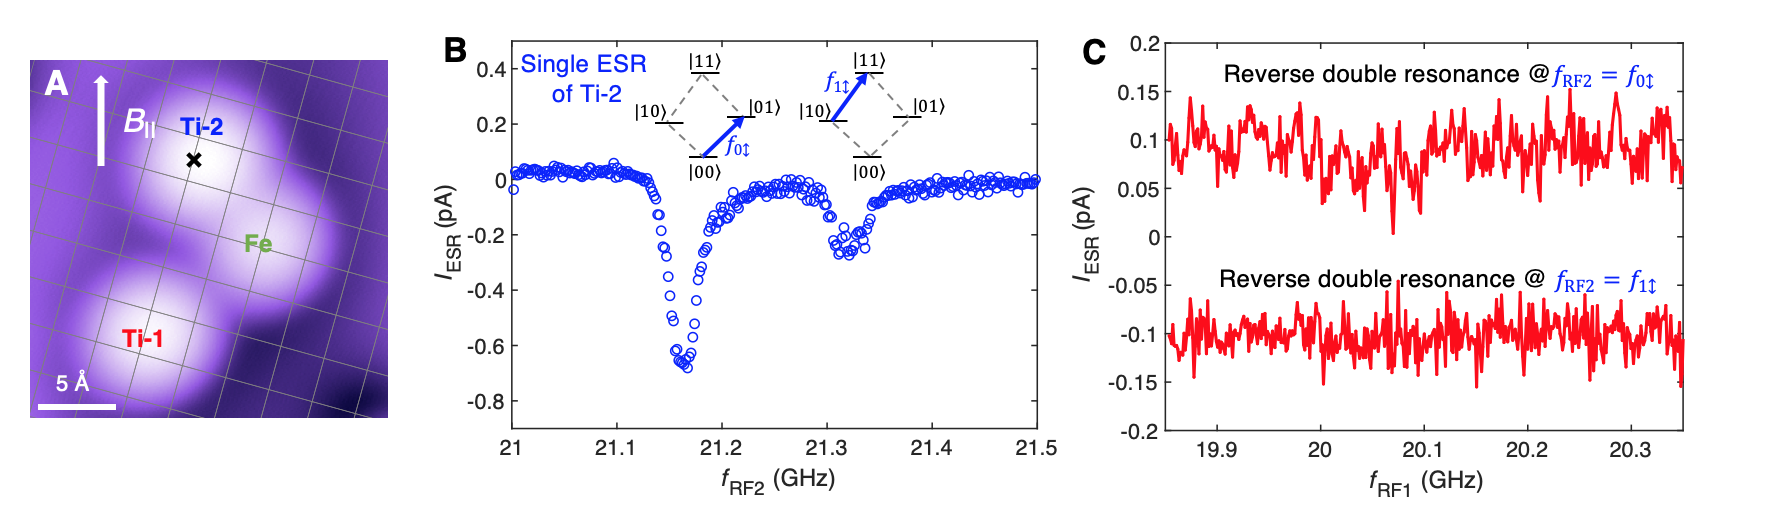 A
B||
Ti-2
Fe
Ti-1
5 Å
B
Single ESR
of Ti-2
|11⟩
|10⟩
|01⟩
f0↕
|00⟩
|11⟩
f1↕
|10⟩
|01⟩
|00⟩
0.4
0.2
0
-0.2
-0.4
-0.6
-0.8
IESR (pA)
21
21.1
21.2
21.3
21.4
21.5
fRF2 (GHz)
C
Reverse double resonance @ fRF2 = f0↕
Reverse double resonance @ fRF2 = f1↕
0.2
0.15
0.1
0.05
0
-0.05
-0.1
-0.15
-0.2
IESR (pA)
19.9
20
20.1
20.2
20.3
fRF1 (GHz)